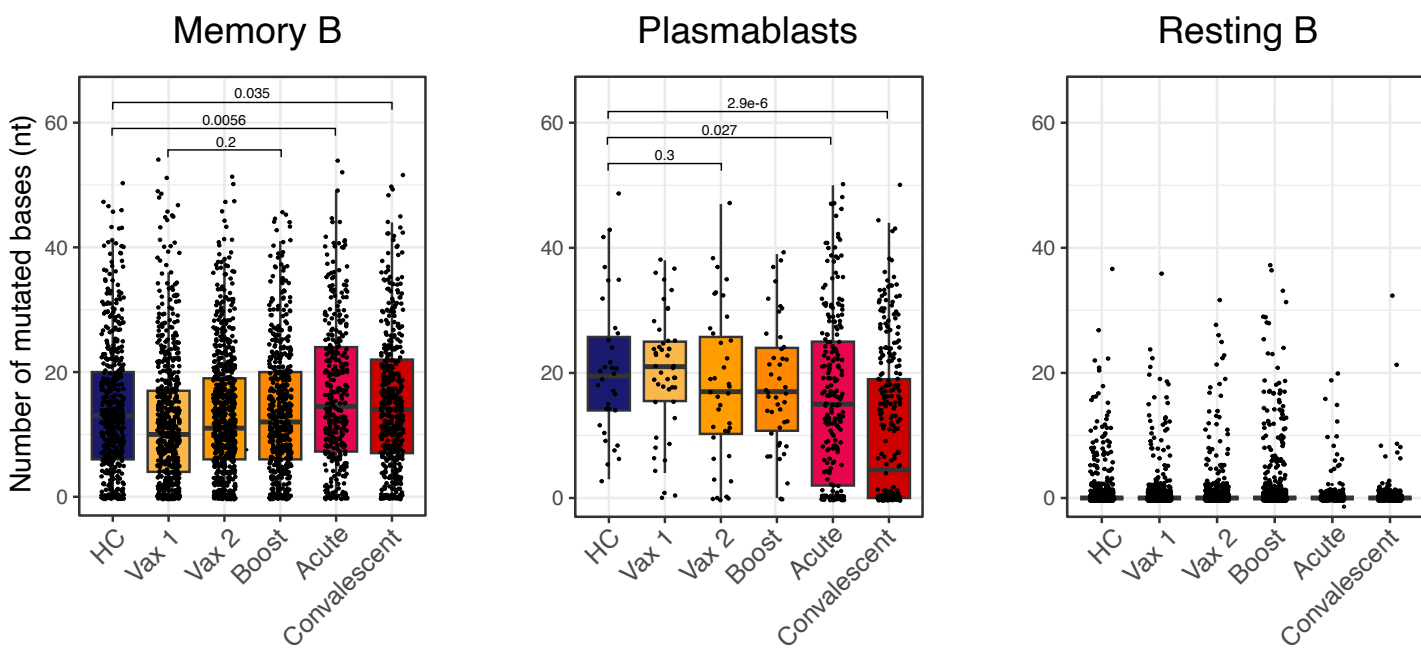 Memory B
Plasmablasts
Resting B
Number of mutated bases (nt)
60
40
20
0
0.035
0.0056
0.2
HC
Vax 1
Vax 2
Boost
Acute
Convalescent
60
40
20
0
2.9e-6
0.027
0.3
HC
Vax 1
Vax 2
Boost
Acute
Convalescent
60
40
20
0
HC
Vax 1
Vax 2
Boost
Acute
Convalescent